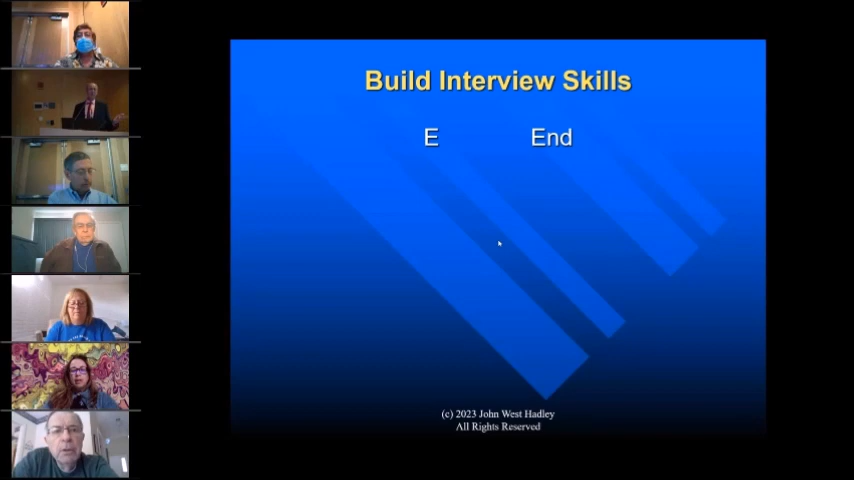 Build Interview Skills
E End
(c) 2023 John West Hadley
All Rights Reserved